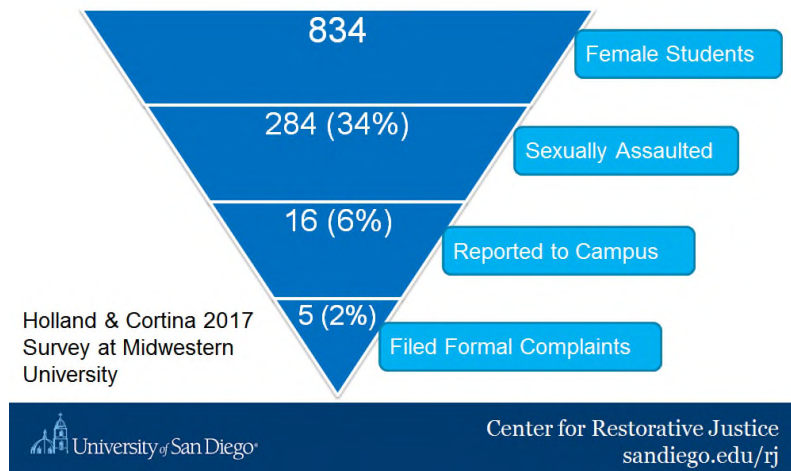 834
Female Students
284 (34%)
Sexually Assaulted
16 (6%)
Reported to Campus
5 (2%)
Filed Formal Complaints
Holland & Cortina 2017
Survey at Midwestern
University
University of San Diego®
Center for Restorative Justice
sandiego.edu/rj